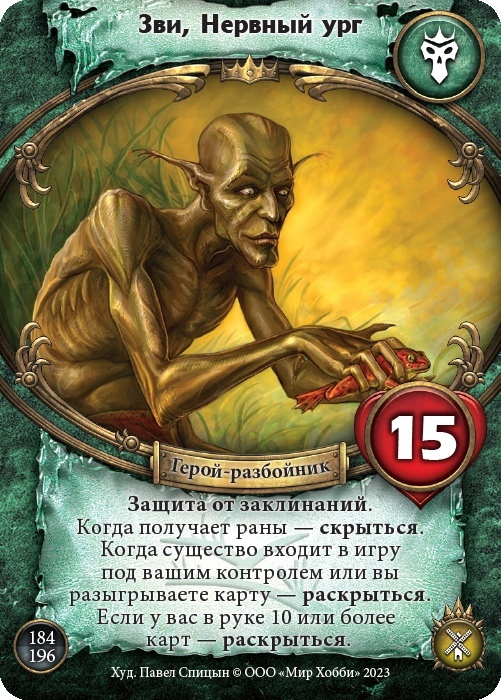 Зви, Нервный ург
15
Герой-разбойник
Защита от заклинаний.
Когда получает раны — скрыться.
Когда существо входит в игру
под вашим контролем или вы
разыгрываете карту — раскрыться.
Если у вас в руке 10 или более
карт — раскрыться.
184
196
Худ. Павел Спицын © ООО «Мир Хобби» 2023